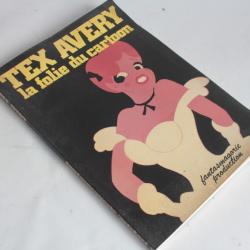 TEX AVERY
la folie du cartoon
fantasmagorie
production